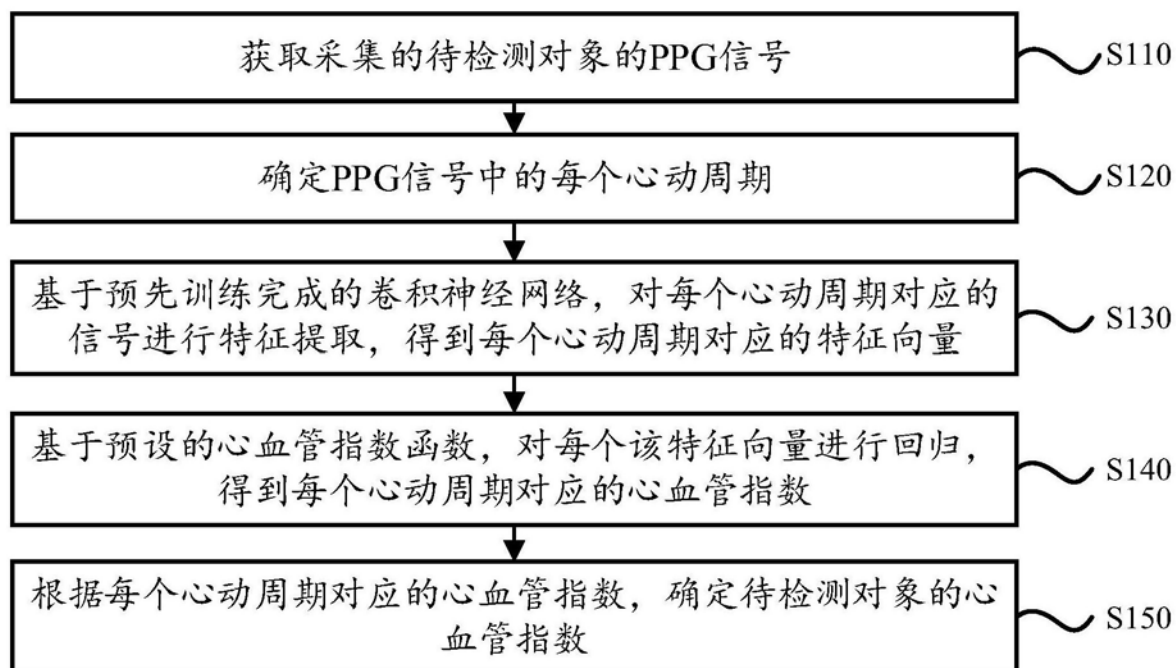 获取采集的待检测对象的PPG信号
S110
确定PPG信号中的每个心动周期
S120
基于预先训练完成的卷积神经网络，对每个心动周期对应的
信号进行特征提取，得到每个心动周期对应的特征向量
S130
基于预设的心血管指数函数，对每个该特征向量进行回归，
得到每个心动周期对应的心血管指数
S140
根据每个心动周期对应的心血管指数，确定待检测对象的心
血管指数
S150